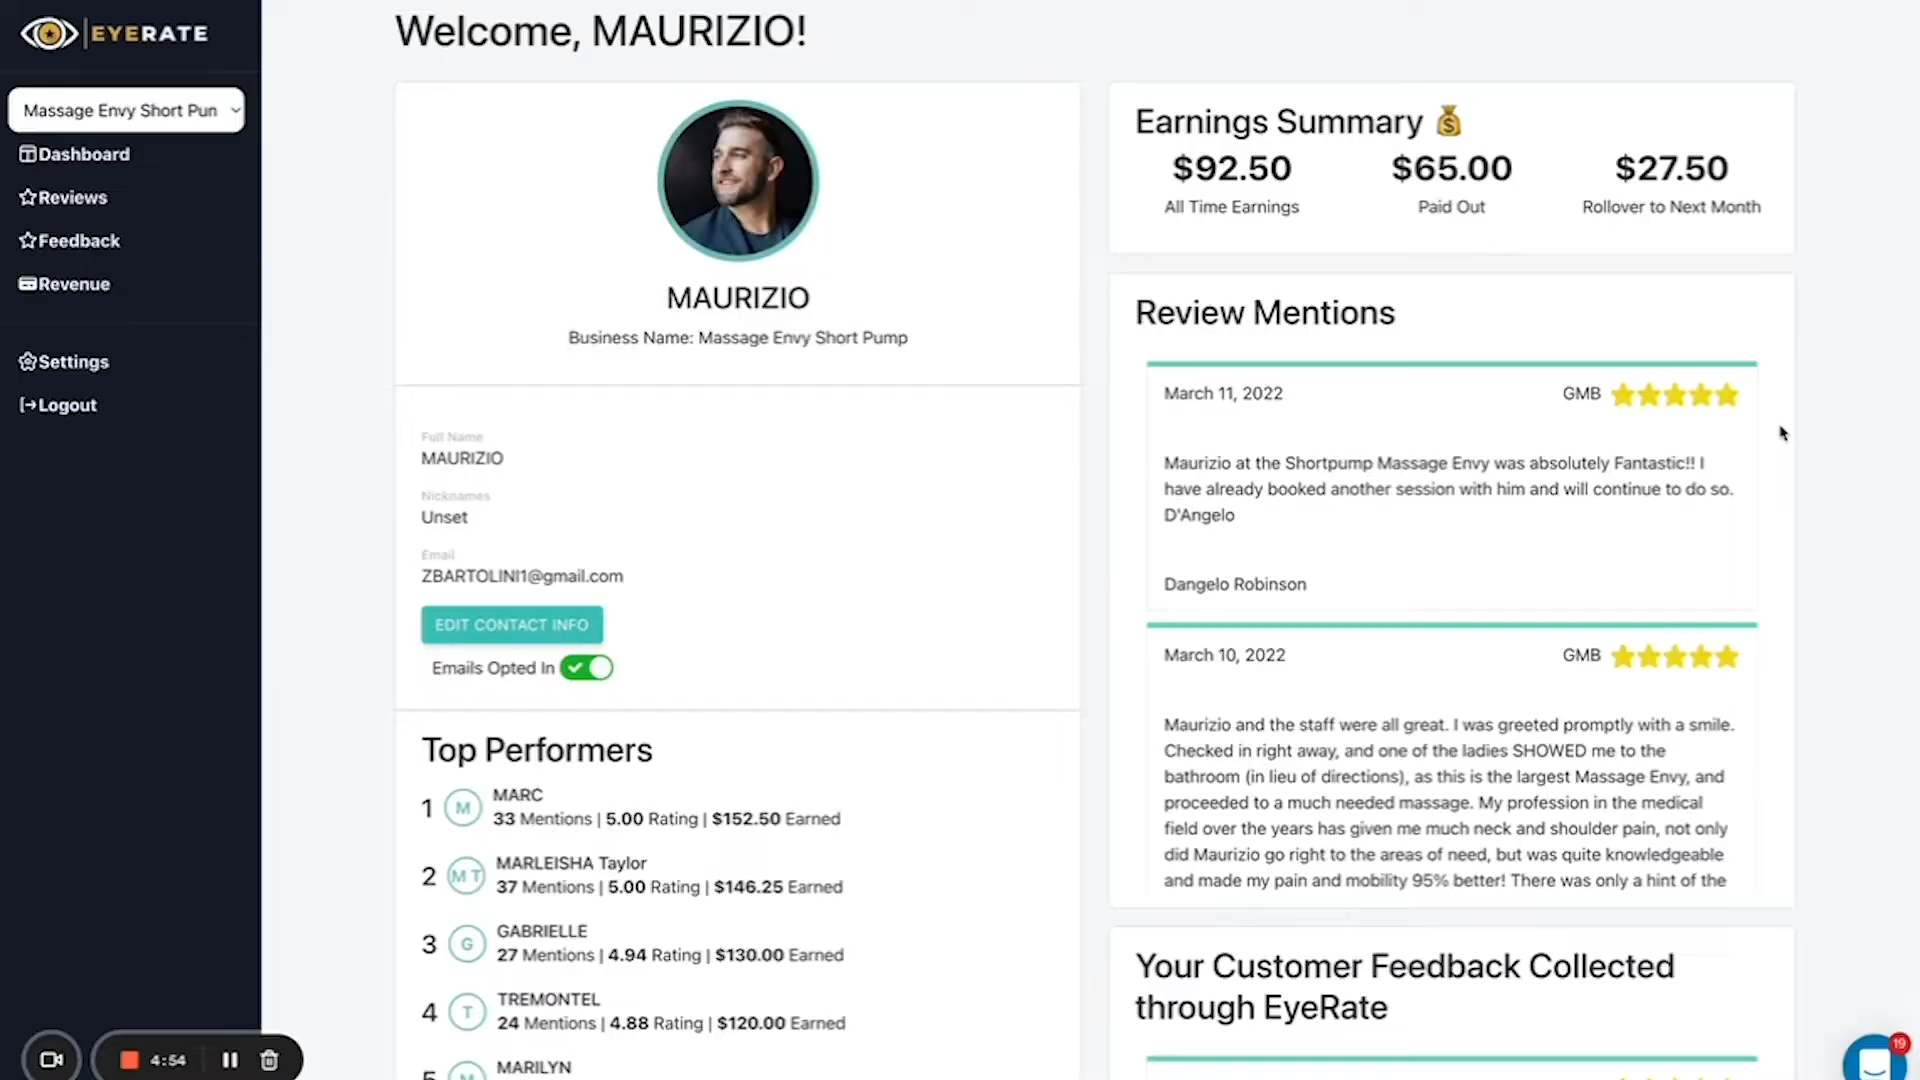 EYERATE
Massage Envy Short Pun
Dashboard
Reviews
Feedback
Revenue
Settings
Logout
4:54
Welcome, MAURIZIO!
MAURIZIO
Business Name: Massage Envy Short Pump
Full Name
MAURIZIO
Nicknames
Unset
Email
ZBARTOLINI1@gmail.com
EDIT CONTACT INFO
Emails Opted In
Top Performers
1 M MARC
33 Mentions | 5.00 Rating | $152.50 Earned
2 M T MARLEISHA Taylor
37 Mentions | 5.00 Rating | $146.25 Earned
3 G GABRIELLE
27 Mentions | 4.94 Rating | $130.00 Earned
4 T TREMONTEL
24 Mentions | 4.88 Rating | $120.00 Earned
5 M MARILYN
Earnings Summary
$92.50 $65.00 $27.50
All Time Earnings Paid Out Rollover to Next Month
Review Mentions
March 11, 2022 GMB
Maurizio at the Shortpump Massage Envy was absolutely Fantastic!! I
have already booked another session with him and will continue to do so.
D'Angelo
Dangelo Robinson
March 10, 2022 GMB
Maurizio and the staff were all great. I was greeted promptly with a smile.
Checked in right away, and one of the ladies SHOWED me to the
bathroom (in lieu of directions), as this is the largest Massage Envy, and
proceeded to a much needed massage. My profession in the medical
field over the years has given me much neck and shoulder pain, not only
did Maurizio go right to the areas of need, but was quite knowledgeable
and made my pain and mobility 95% better! There was only a hint of the
Your Customer Feedback Collected
through EyeRate
19